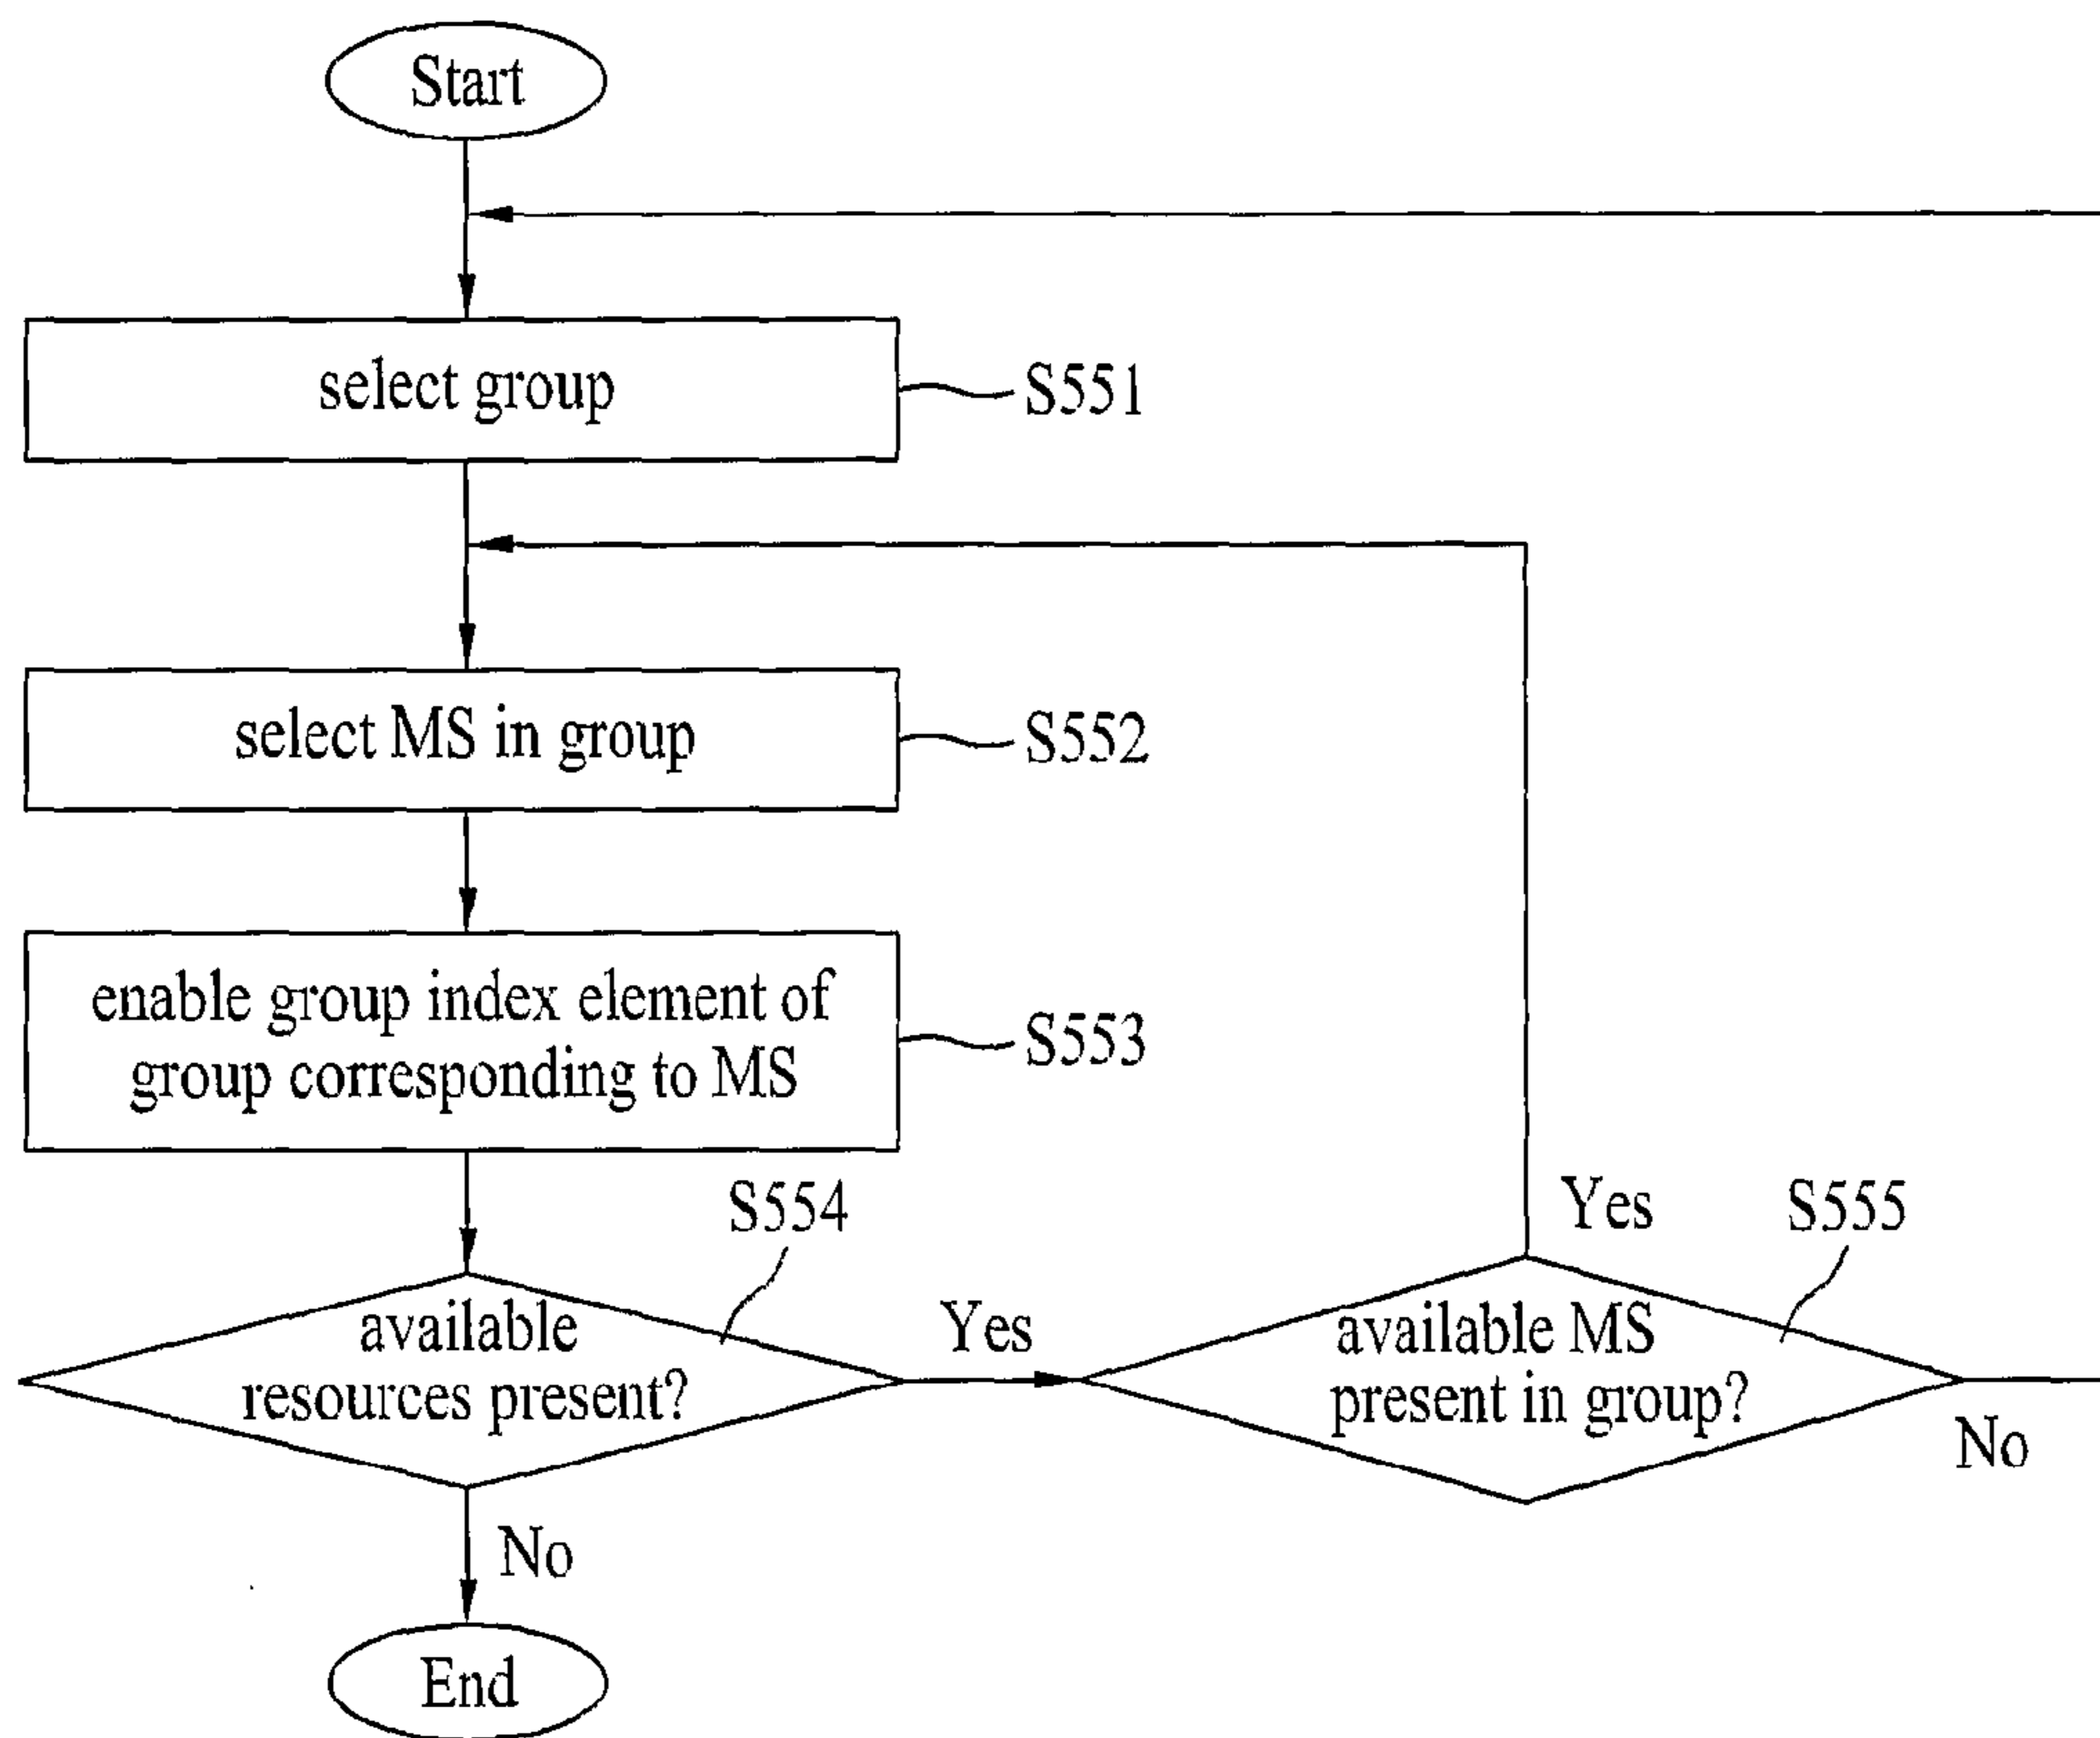 Start
select group
S551
select MS in group
S552
enable group index element of
group corresponding to MS
S553
S554
available
resources present?
Yes
Yes
S555
available MS
present in group?
No
No
End